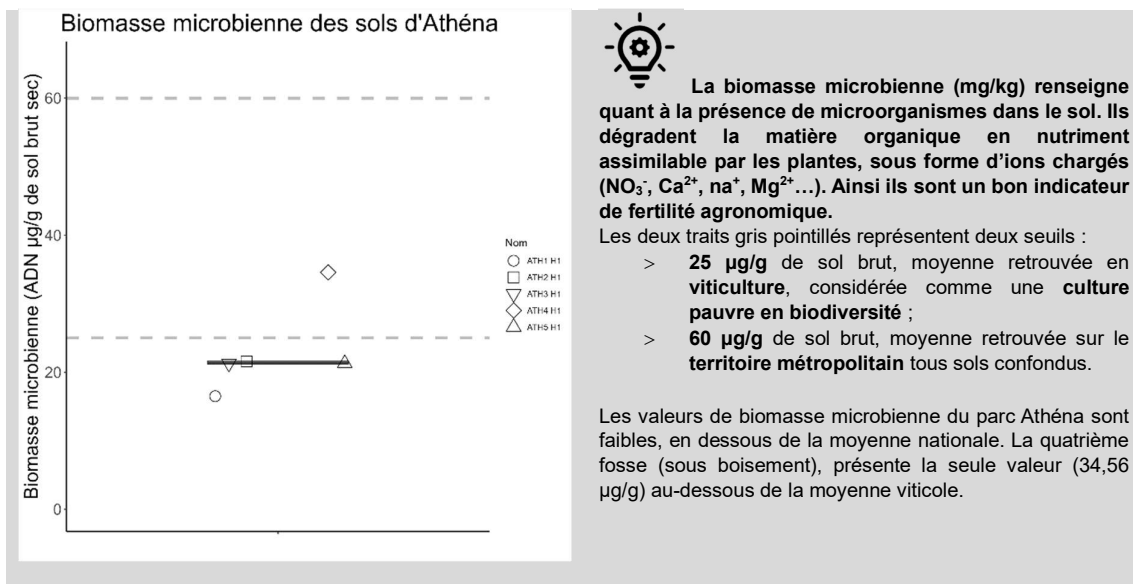 Biomasse microbienne des sols d'Athéna
Biomasse microbienne (ADN µg/g de sol brut sec)
60
40
20
0
Nom
ATH1 H1
ATH2 H1
ATH3 H1
ATH4 H1
ATH5 H1
La biomasse microbienne (mg/kg) renseigne
quant à la présence de microorganismes dans le sol. Ils
dégradent la matière organique en nutriment
assimilable par les plantes, sous forme d’ions chargés
(NO₃⁻, Ca²⁺, na⁺, Mg²⁺…). Ainsi ils sont un bon indicateur
de fertilité agronomique.
Les deux traits gris pointillés représentent deux seuils :
> 25 µg/g de sol brut, moyenne retrouvée en
viticulture, considérée comme une culture
pauvre en biodiversité ;
> 60 µg/g de sol brut, moyenne retrouvée sur le
territoire métropolitain tous sols confondus.
Les valeurs de biomasse microbienne du parc Athéna sont
faibles, en dessous de la moyenne nationale. La quatrième
fosse (sous boisement), présente la seule valeur (34,56
µg/g) au-dessous de la moyenne viticole.